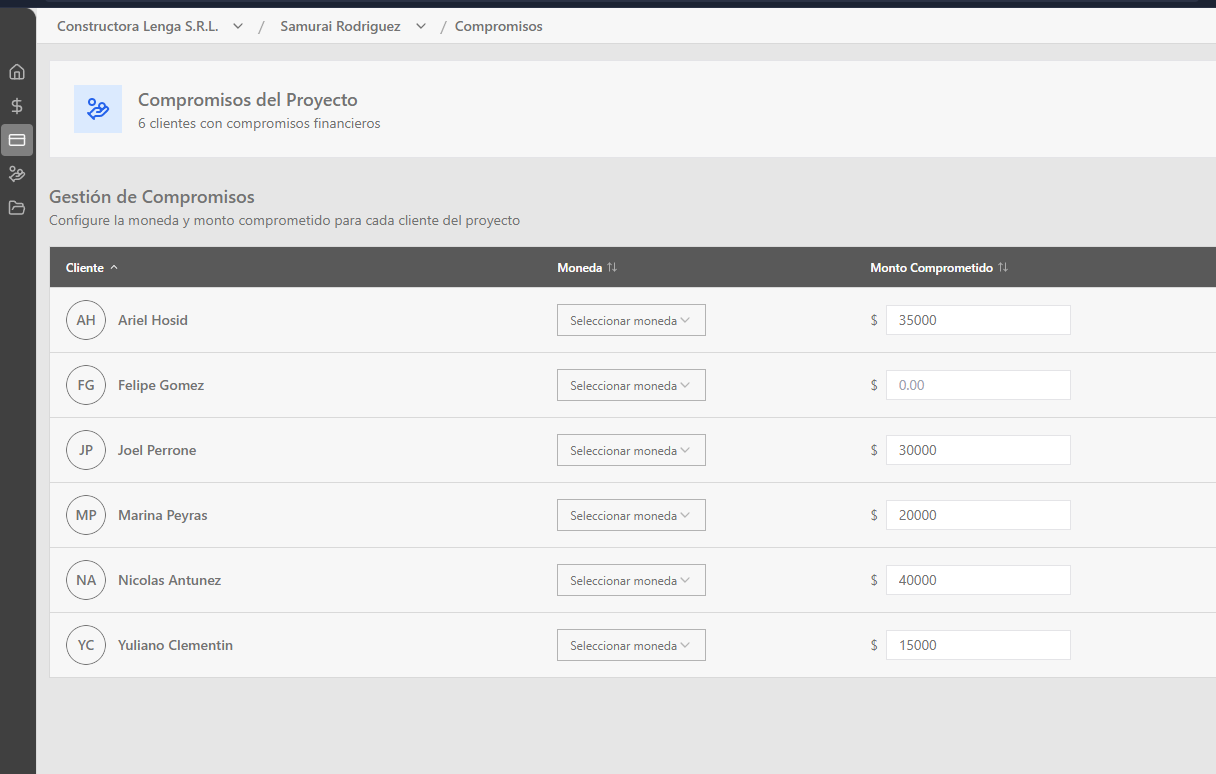 Constructora Lenga S.R.L. / Samurai Rodriguez / Compromisos
Compromisos del Proyecto
6 clientes con compromisos financieros
Gestión de Compromisos
Configure la moneda y monto comprometido para cada cliente del proyecto
Cliente Moneda Monto Comprometido
AH Ariel Hosid Seleccionar moneda $ 35000
FG Felipe Gomez Seleccionar moneda $ 0.00
JP Joel Perrone Seleccionar moneda $ 30000
MP Marina Peyras Seleccionar moneda $ 20000
NA Nicolas Antunez Seleccionar moneda $ 40000
YC Yuliano Clementin Seleccionar moneda $ 15000